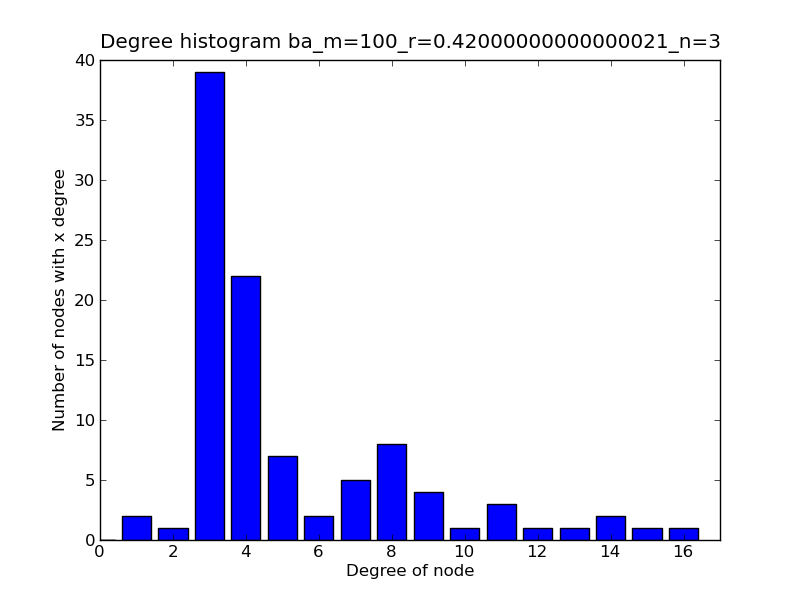 Degree histogram ba_m=100_r=0.42000000000000021_n=3
40
35
30
25
20
15
10
5
0
Number of nodes with x degree
0 2 4 6 8 10 12 14 16
Degree of node